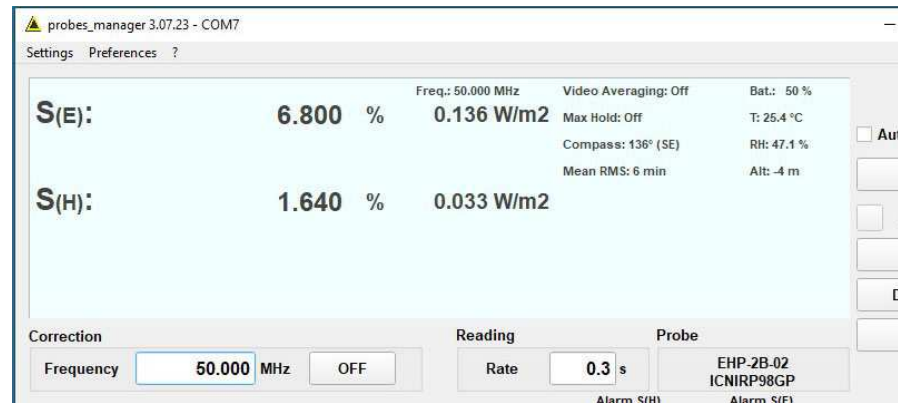 probes_manager 3.07.23 - COM7
Settings Preferences ?
Freq.: 50.000 MHz Video Averaging: Off Bat.: 50 %
S(E): 6.800 % 0.136 W/m2 Max Hold: Off T: 25.4 °C
Compass: 136° (SE) RH: 47.1 %
Mean RMS: 6 min Alt: -4 m
S(H): 1.640 % 0.033 W/m2
Correction Reading Probe
Frequency 50.000 MHz OFF Rate 0.3 s EHP-2B-02
ICNIRP98GP
Alarm S(H) Alarm S(E)